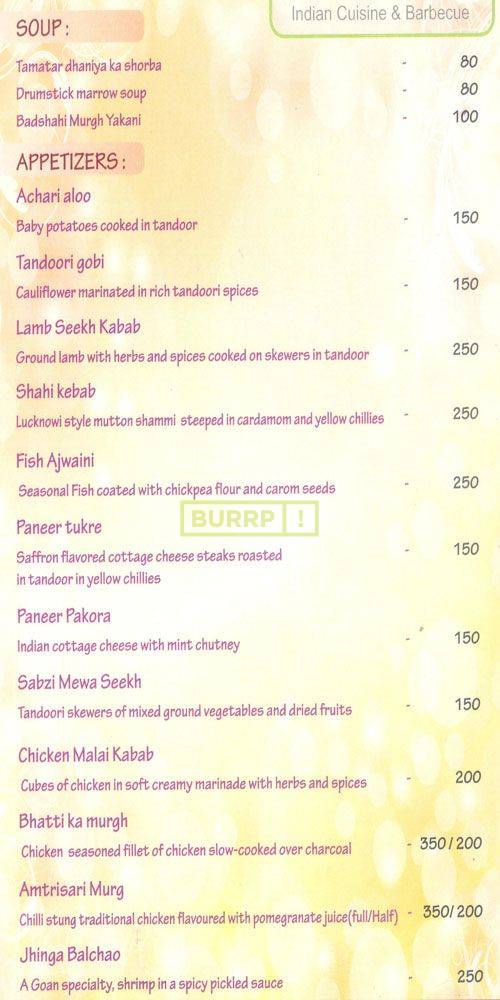 Indian Cuisine & Barbecue
SOUP :
Tamatar dhaniya ka shorba - 80
Drumstick marrow soup - 80
Badshahi Murgh Yakani - 100
APPETIZERS :
Achari aloo
Baby potatoes cooked in tandoor - 150
Tandoori gobi
Cauliflower marinated in rich tandoori spices - 150
Lamb Seekh Kabab
Ground lamb with herbs and spices cooked on skewers in tandoor - 250
Shahi kebab
Lucknowi style mutton shammi steeped in cardamom and yellow chillies - 250
Fish Ajwaini
Seasonal Fish coated with chickpea flour and carom seeds - 250
BURRP !
Paneer tukre
Saffron flavored cottage cheese steaks roasted - 150
in tandoor in yellow chillies
Paneer Pakora
Indian cottage cheese with mint chutney - 150
Sabzi Mewa Seekh
Tandoori skewers of mixed ground vegetables and dried fruits - 150
Chicken Malai Kabab
Cubes of chicken in soft creamy marinade with herbs and spices - 200
Bhatti ka murgh
Chicken seasoned fillet of chicken slow-cooked over charcoal - 350/200
Amtrisari Murg
Chilli stung traditional chicken flavoured with pomegranate juice(full/Half) - 350/200
Jhinga Balchao
A Goan specialty, shrimp in a spicy pickled sauce - 250